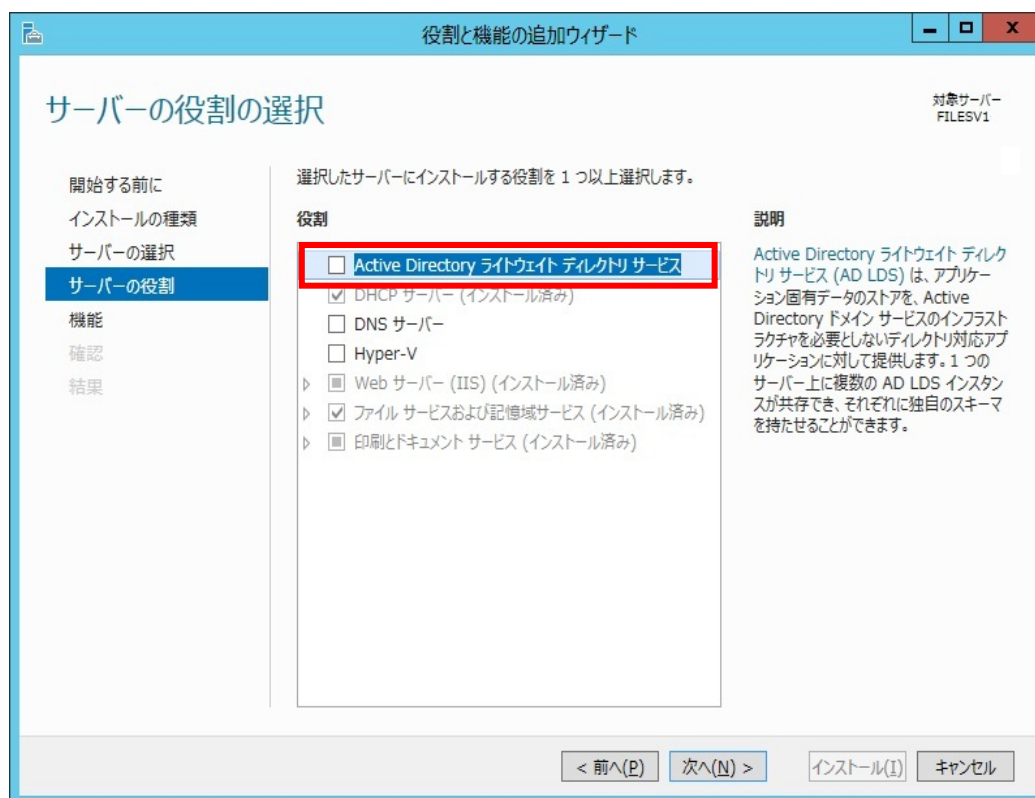 役割と機能の追加ウィザード
サーバーの役割の選択
対象サーバー
FILESV1
開始する前に
インストールの種類
サーバーの選択
サーバーの役割
機能
確認
結果
選択したサーバーにインストールする役割を 1 つ以上選択します。
役割
Active Directory ライトウェイト ディレクトリ サービス
DHCP サーバー (インストール済み)
DNS サーバー
Hyper-V
Web サーバー (IIS) (インストール済み)
ファイル サービスおよび記憶域サービス (インストール済み)
印刷とドキュメント サービス (インストール済み)
説明
Active Directory ライトウェイト ディレク
トリ サービス (AD LDS) は、アプリケー
ション固有データのストアを、Active
Directory ドメイン サービスのインフラスト
ラクチャを必要としないディレクトリ対応アプ
リケーションに対して提供します。1 つの
サーバー上に複数の AD LDS インスタン
スが共存でき、それぞれに独自のスキーマ
を持たせることができます。
< 前へ(P)
次へ(N) >
インストール(I)
キャンセル